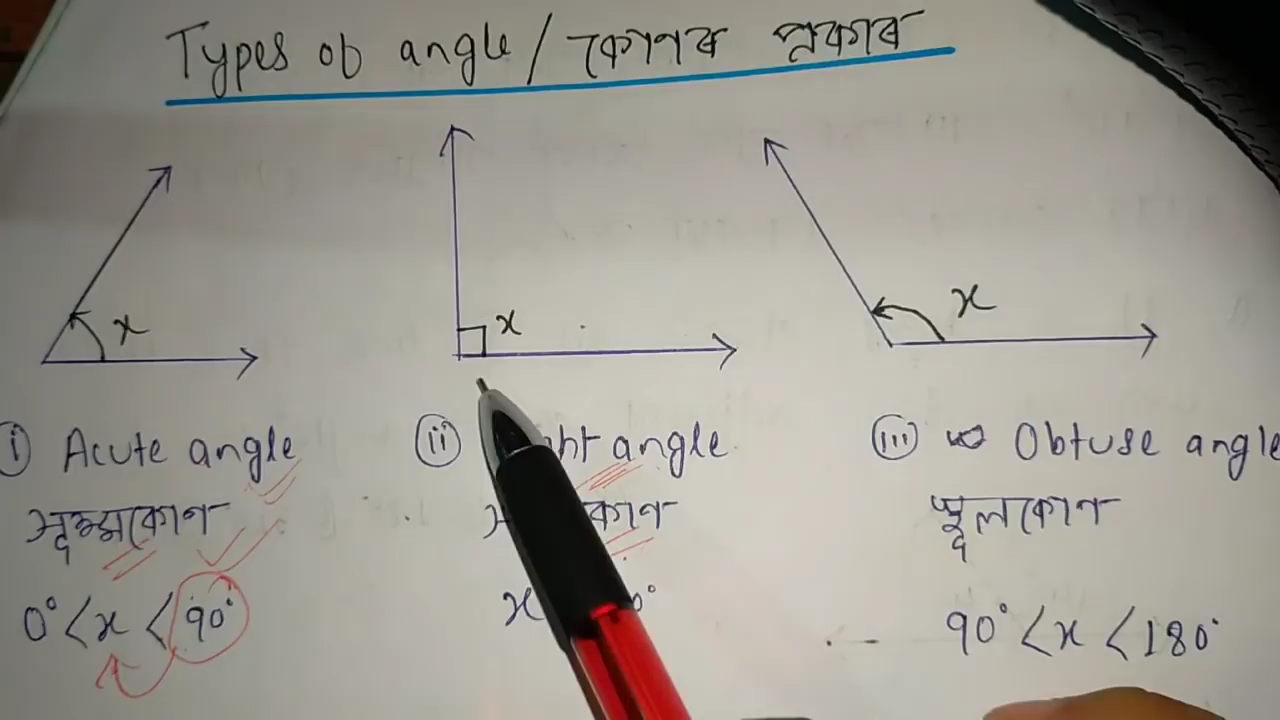 Types of angle / কোণৰ প্ৰকাৰ
x
x
x
(i) Acute angle
সূক্ষ্মকোণ
0° < x < 90°
(ii) angle
x
(iii) Obtuse angle
স্থূলকোণ
90° < x < 180°